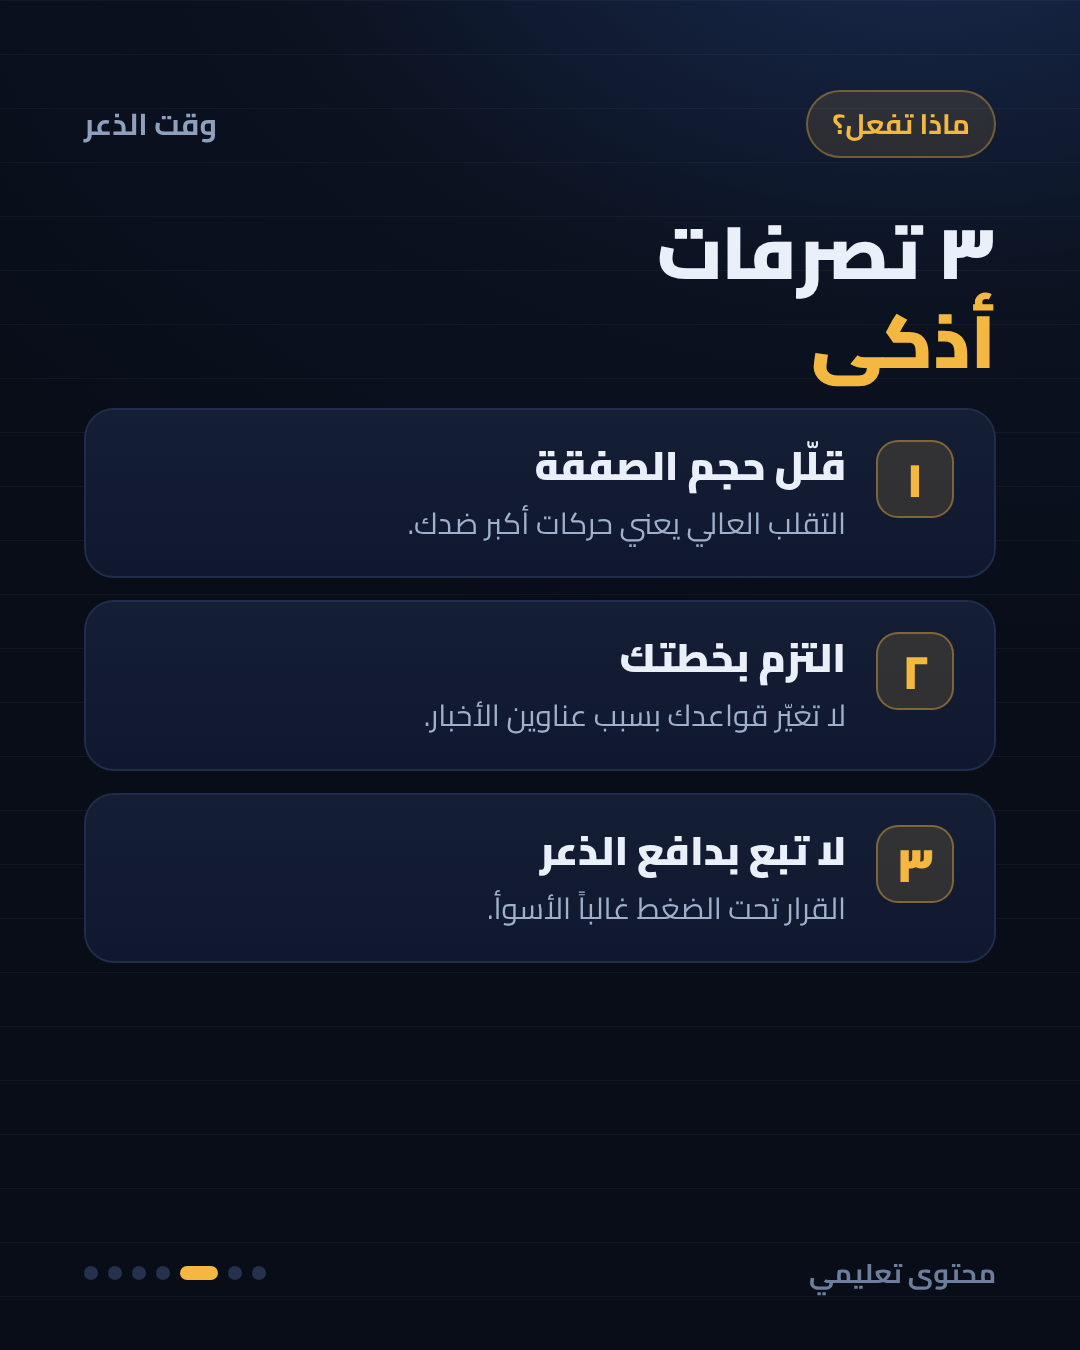 ماذا تفعل؟
وقت الذعر
٣ تصرفات
أذكى
١
قلّل حجم الصفقة
التقلب العالي يعني حركات أكبر ضدك.
٢
التزم بخطتك
لا تغيّر قواعدك بسبب عناوين الأخبار.
٣
لا تبع بدافع الذعر
القرار تحت الضغط غالباً الأسوأ.
محتوى تعليمي